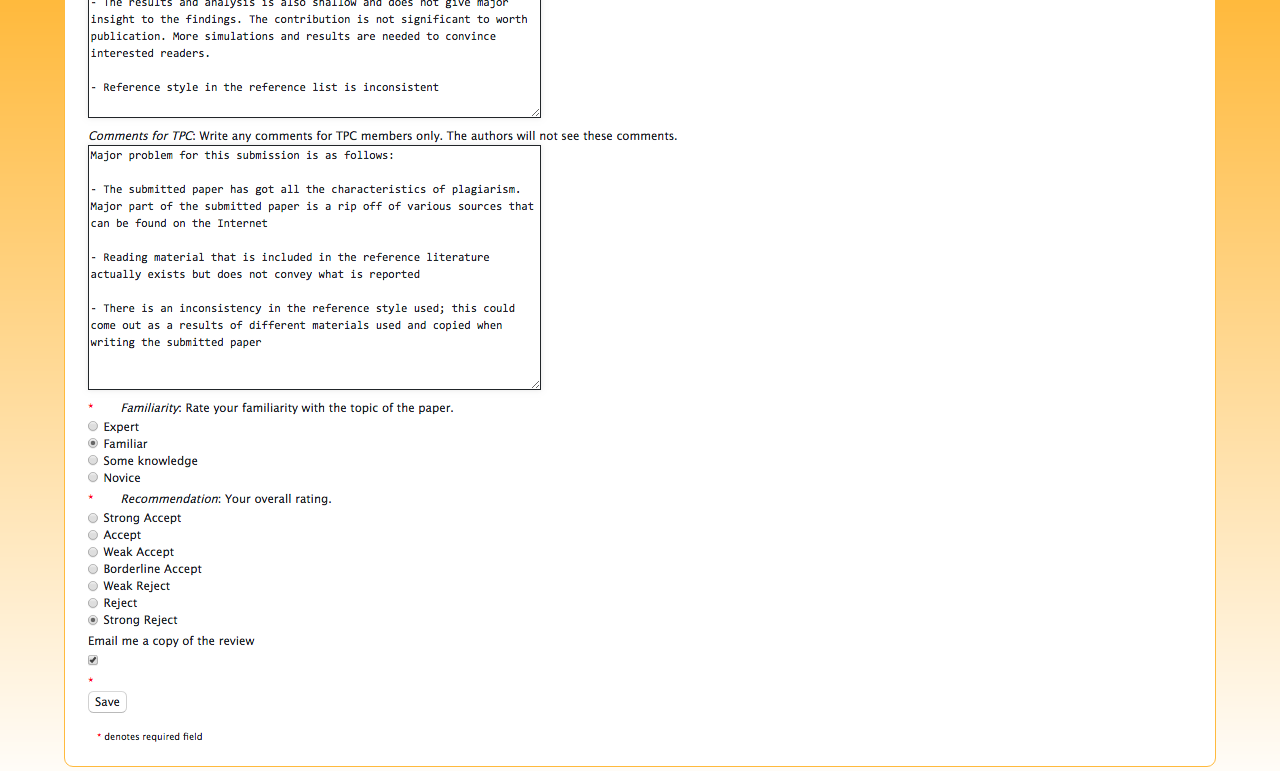 - The results and analysis is also shallow and does not give major
insight to the findings. The contribution is not significant to worth
publication. More simulations and results are needed to convince
interested readers.
- Reference style in the reference list is inconsistent
Comments for TPC: Write any comments for TPC members only. The authors will not see these comments.
Major problem for this submission is as follows:
- The submitted paper has got all the characteristics of plagiarism.
Major part of the submitted paper is a rip off of various sources that
can be found on the Internet
- Reading material that is included in the reference literature
actually exists but does not convey what is reported
- There is an inconsistency in the reference style used; this could
come out as a results of different materials used and copied when
writing the submitted paper
* Familiarity: Rate your familiarity with the topic of the paper.
Expert
Familiar
Some knowledge
Novice
* Recommendation: Your overall rating.
Strong Accept
Accept
Weak Accept
Borderline Accept
Weak Reject
Reject
Strong Reject
Email me a copy of the review
*
Save
* denotes required field